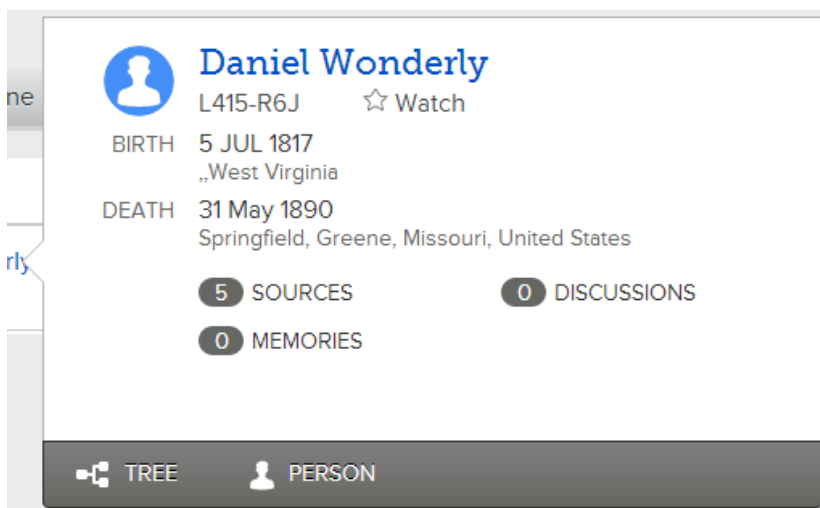 Daniel Wonderly
ne
L415-R6J Watch
BIRTH 5 JUL 1817
,,West Virginia
DEATH 31 May 1890
Springfield, Greene, Missouri, United States
rly
5 SOURCES 0 DISCUSSIONS
0 MEMORIES
TREE PERSON